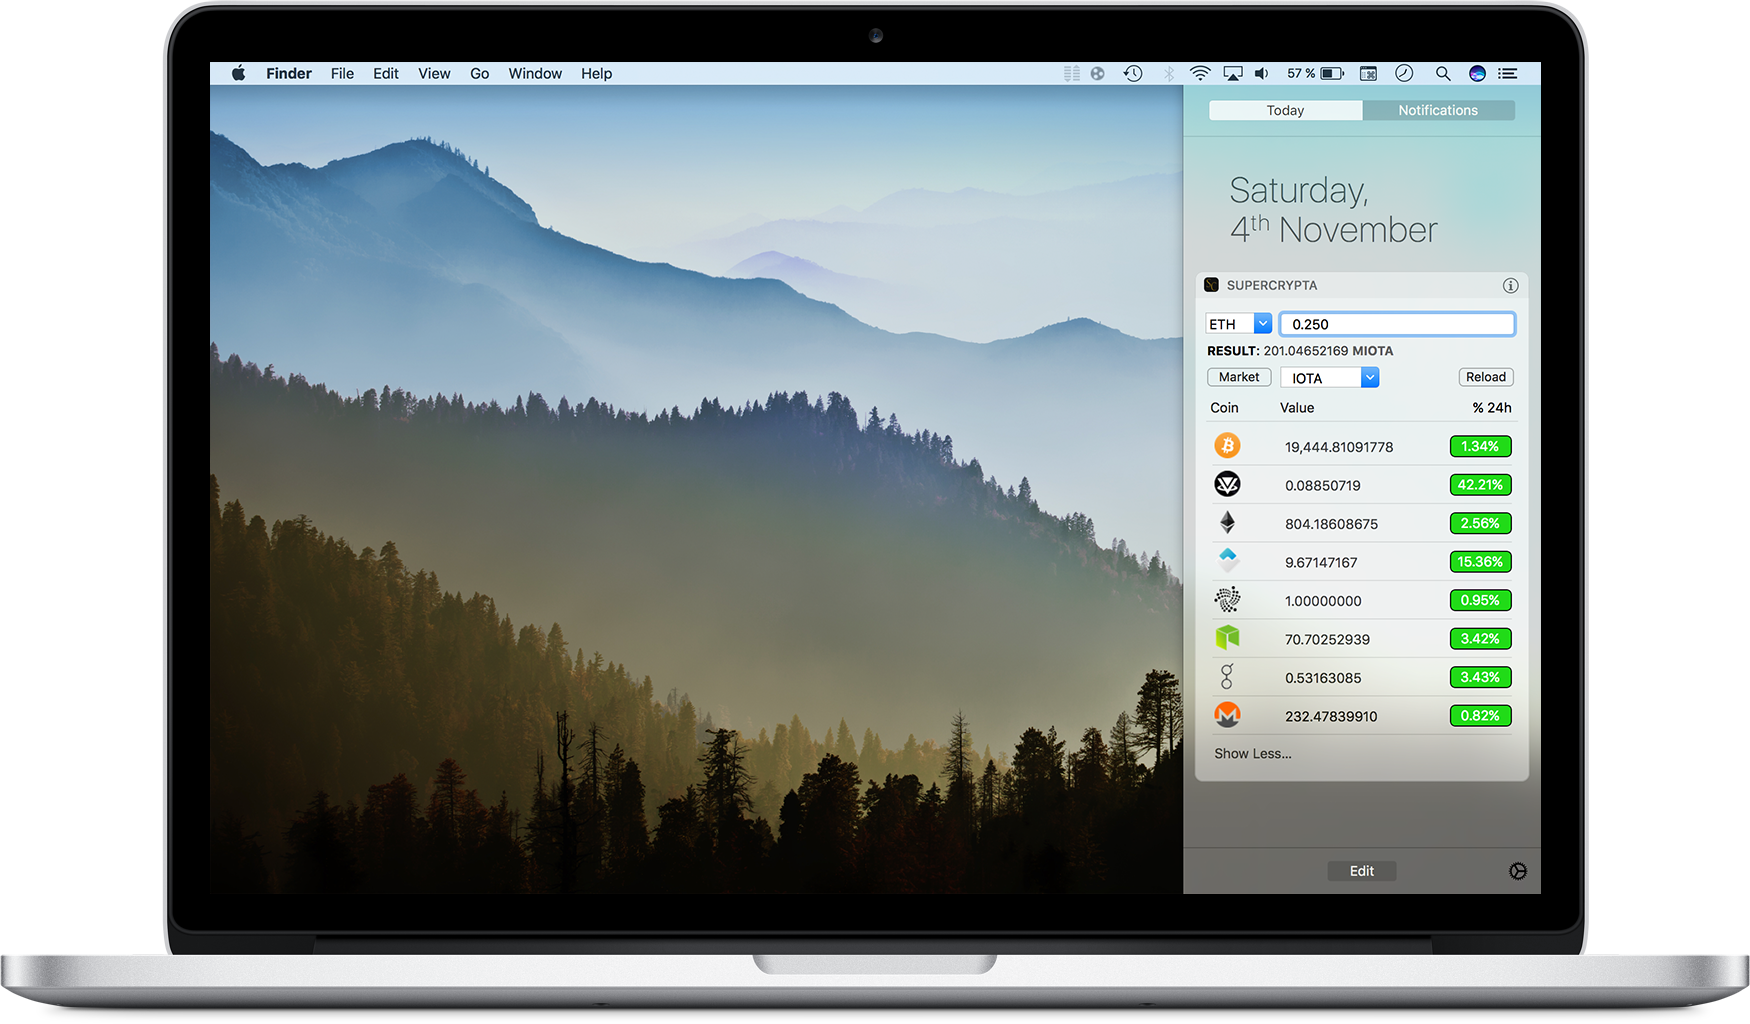 Finder File Edit View Go Window Help 57 %
Today Notifications
Saturday,
4th November
SUPERCRYPTA
ETH 0.250
RESULT: 201.04652169 MIOTA
Market IOTA Reload
Coin Value % 24h
19,444.81091778 1.34%
0.08850719 42.21%
804.18608675 2.56%
9.67147167 15.36%
1.00000000 0.95%
70.70252939 3.42%
0.53163085 3.43%
232.47839910 0.82%
Show Less...
Edit